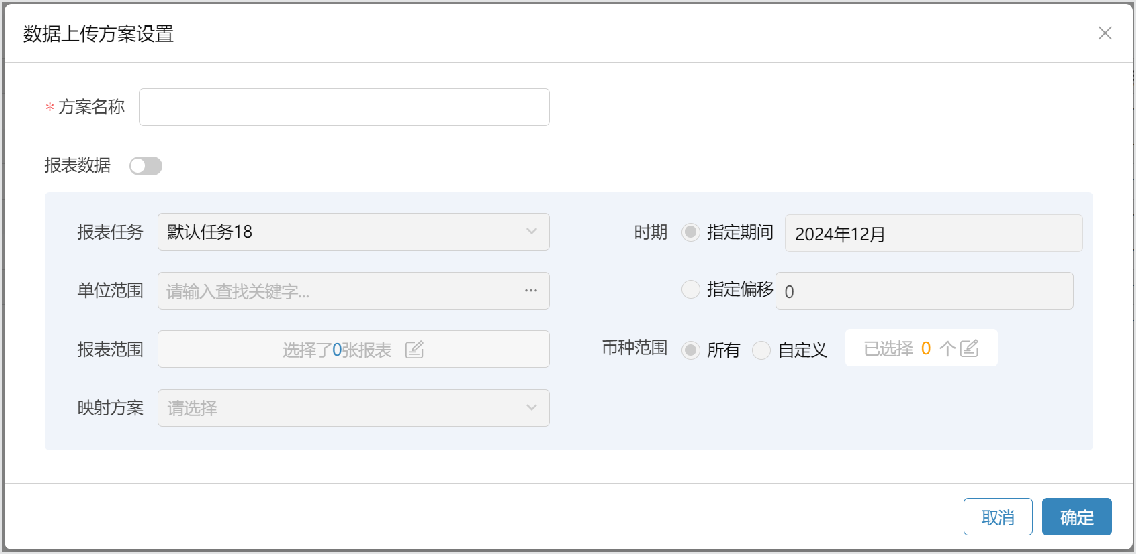 数据上传方案设置
* 方案名称
报表数据
报表任务 默认任务18 时期 指定期间 2024年12月
单位范围 请输入查找关键字... ... 指定偏移 0
报表范围 选择了0张报表 币种范围 所有 自定义 已选择 0 个
映射方案 请选择
取消 确定